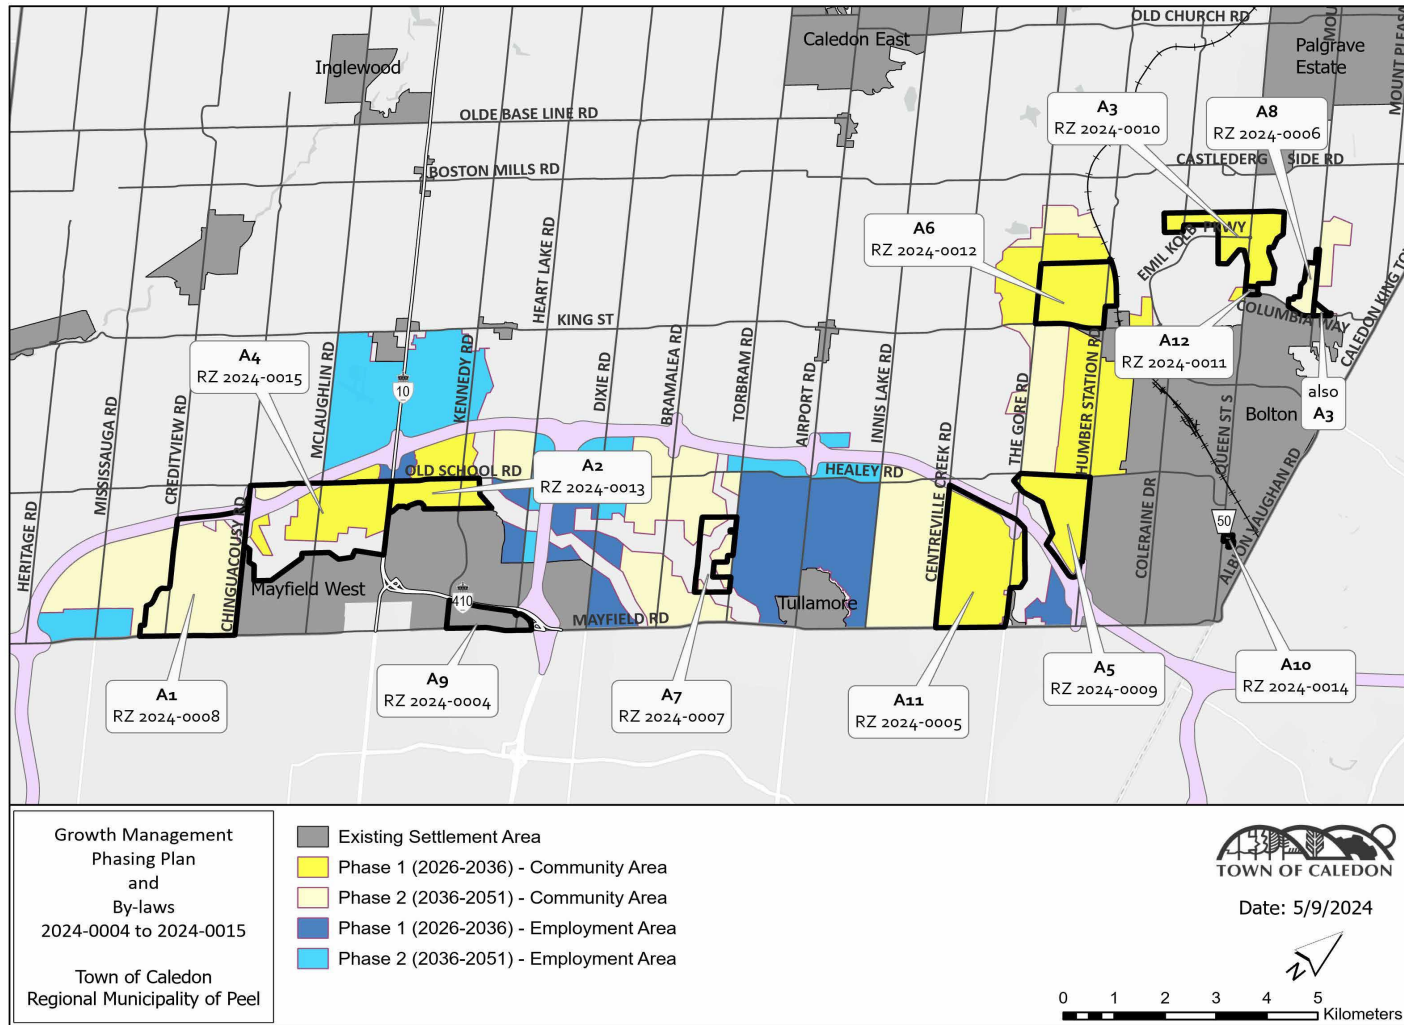 OLD CHURCH RD
MOU
MOUNT PLEAS
Caledon East
Palgrave
Estate
Inglewood
OLDE BASE LINE RD
A3
RZ 2024-0010
A8
RZ 2024-0006
BOSTON MILLS RD
CASTLEDERG SIDE RD
A6
RZ 2024-0012
EMIL KOLB PKWY
HEART LAKE RD
KING ST
COLUMBIA WAY
CALEDON KING TO
A4
RZ 2024-0015
A12
RZ 2024-0011
also
A3
MCLAUGHLIN RD
KENNEDY RD
DIXIE RD
BRAMALEA RD
TORBRAM RD
AIRPORT RD
INNIS LAKE RD
THE GORE RD
HUMBER STATION RD
QUEEN ST S
Bolton
10
MISSISSAUGA RD
CREDITVIEW RD
OLD SCHOOL RD
A2
RZ 2024-0013
HEALEY RD
HERITAGE RD
CHINGUACOUSY RD
CENTREVILLE CREEK RD
COLERAINE DR
50
ALBION VAUGHAN RD
Mayfield West
410
MAYFIELD RD
Tullamore
A1
RZ 2024-0008
A9
RZ 2024-0004
A7
RZ 2024-0007
A11
RZ 2024-0005
A5
RZ 2024-0009
A10
RZ 2024-0014
Growth Management
Phasing Plan
and
By-laws
2024-0004 to 2024-0015
Town of Caledon
Regional Municipality of Peel
Existing Settlement Area
Phase 1 (2026-2036) - Community Area
Phase 2 (2036-2051) - Community Area
Phase 1 (2026-2036) - Employment Area
Phase 2 (2036-2051) - Employment Area
TOWN OF CALEDON
Date: 5/9/2024
N
0 1 2 3 4 5
Kilometers